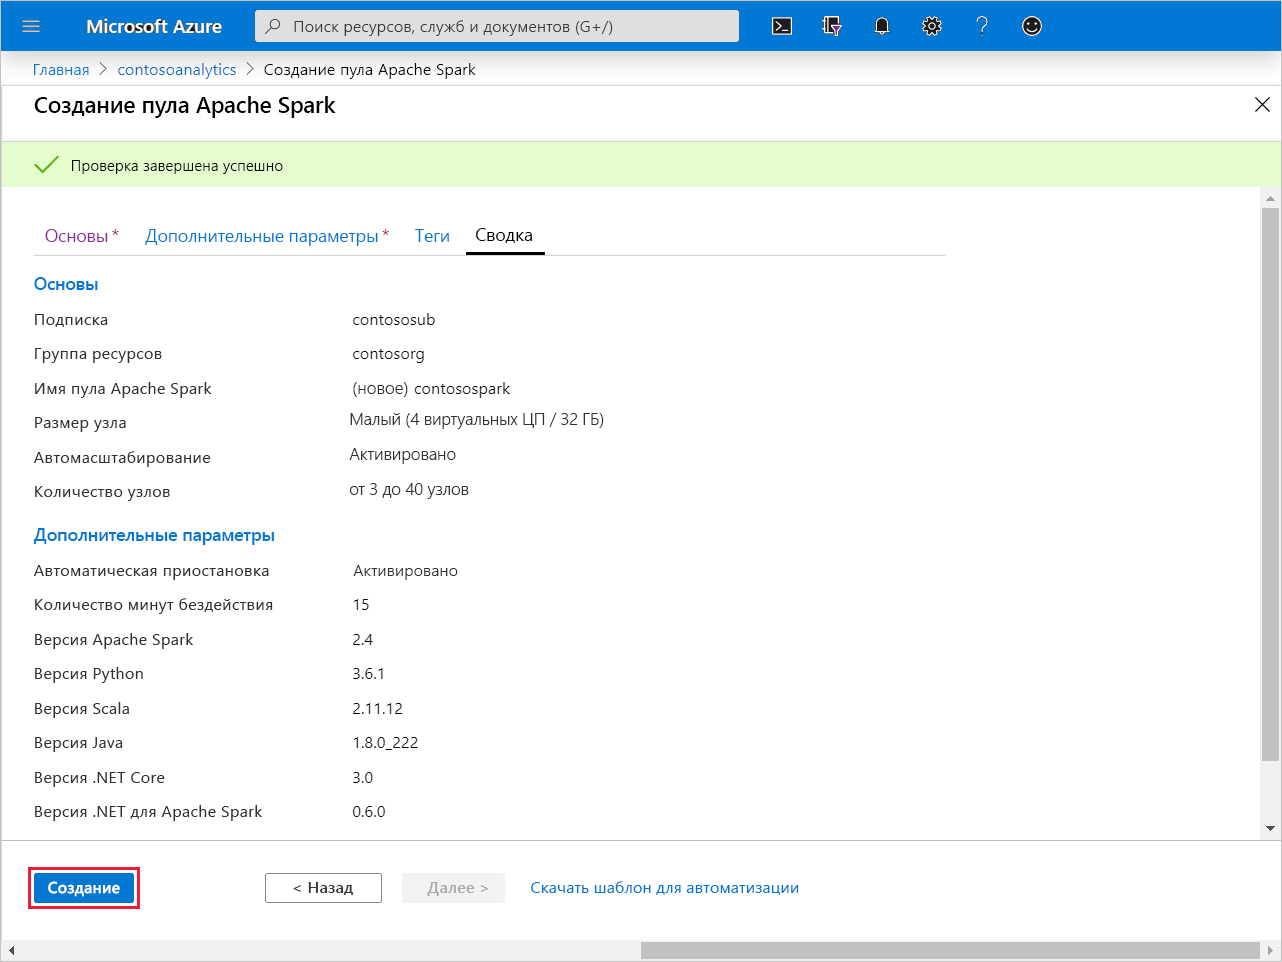 Microsoft Azure
Поиск ресурсов, служб и документов (G+/)
Главная > contosoanalytics > Создание пула Apache Spark
Создание пула Apache Spark
Проверка завершена успешно
Основы * Дополнительные параметры * Теги Сводка
Основы
Подписка contososub
Группа ресурсов contosorg
Имя пула Apache Spark (новое) contosospark
Размер узла Малый (4 виртуальных ЦП / 32 ГБ)
Автомасштабирование Активировано
Количество узлов от 3 до 40 узлов
Дополнительные параметры
Автоматическая приостановка Активировано
Количество минут бездействия 15
Версия Apache Spark 2.4
Версия Python 3.6.1
Версия Scala 2.11.12
Версия Java 1.8.0_222
Версия .NET Core 3.0
Версия .NET для Apache Spark 0.6.0
Создание < Назад Далее > Скачать шаблон для автоматизации